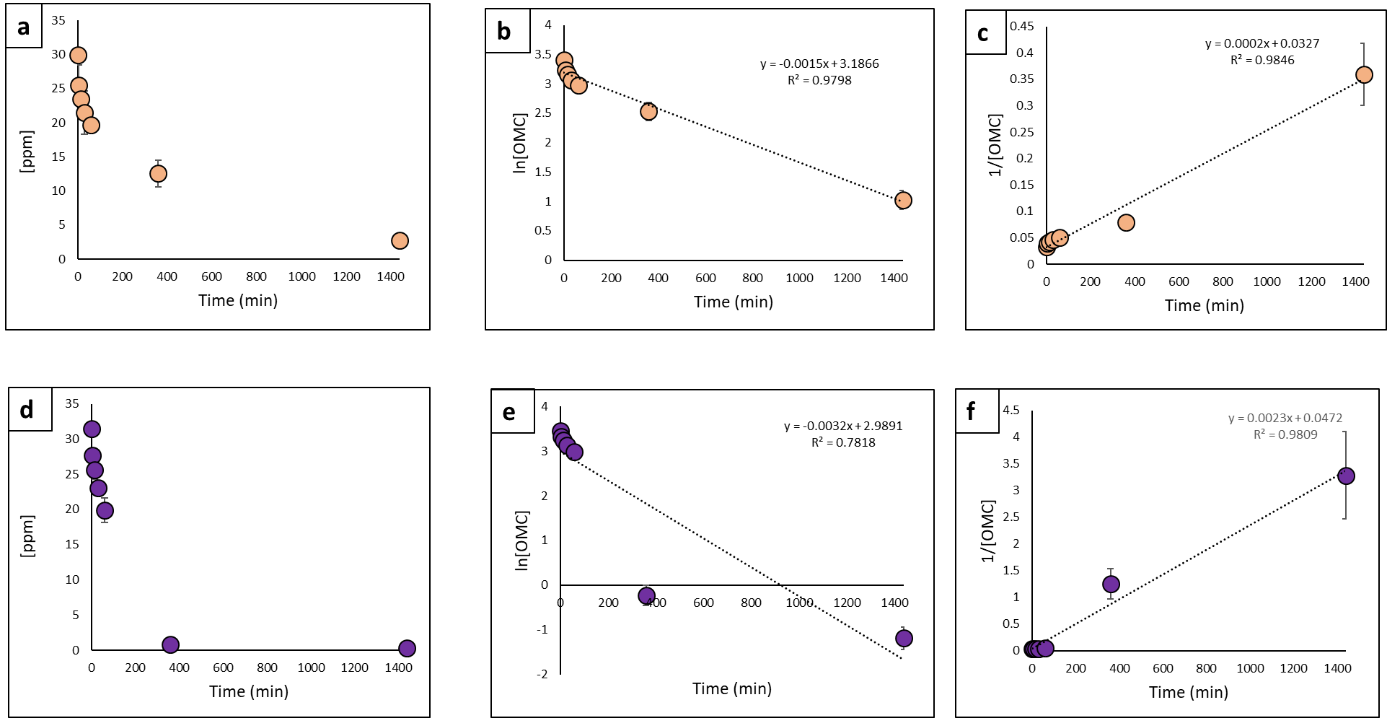 a
35
30
25
20
15
10
5
0
[ppm]
0 200 400 600 800 1000 1200 1400
Time (min)
b
4
3.5
3
2.5
2
1.5
1
0.5
0
ln[OMC]
y = -0.0015x + 3.1866
R² = 0.9798
0 200 400 600 800 1000 1200 1400
Time (min)
c
0.45
0.4
0.35
0.3
0.25
0.2
0.15
0.1
0.05
0
1/[OMC]
y = 0.0002x + 0.0327
R² = 0.9846
0 200 400 600 800 1000 1200 1400
Time (min)
d
35
30
25
20
15
10
5
0
[ppm]
0 200 400 600 800 1000 1200 1400
Time (min)
e
4
3
2
1
0
-1
-2
ln[OMC]
y = -0.0032x + 2.9891
R² = 0.7818
0 200 400 600 800 1000 1200 1400
Time (min)
f
4.5
4
3.5
3
2.5
2
1.5
1
0.5
0
1/[OMC]
y = 0.0023x + 0.0472
R² = 0.9809
0 200 400 600 800 1000 1200 1400
Time (min)